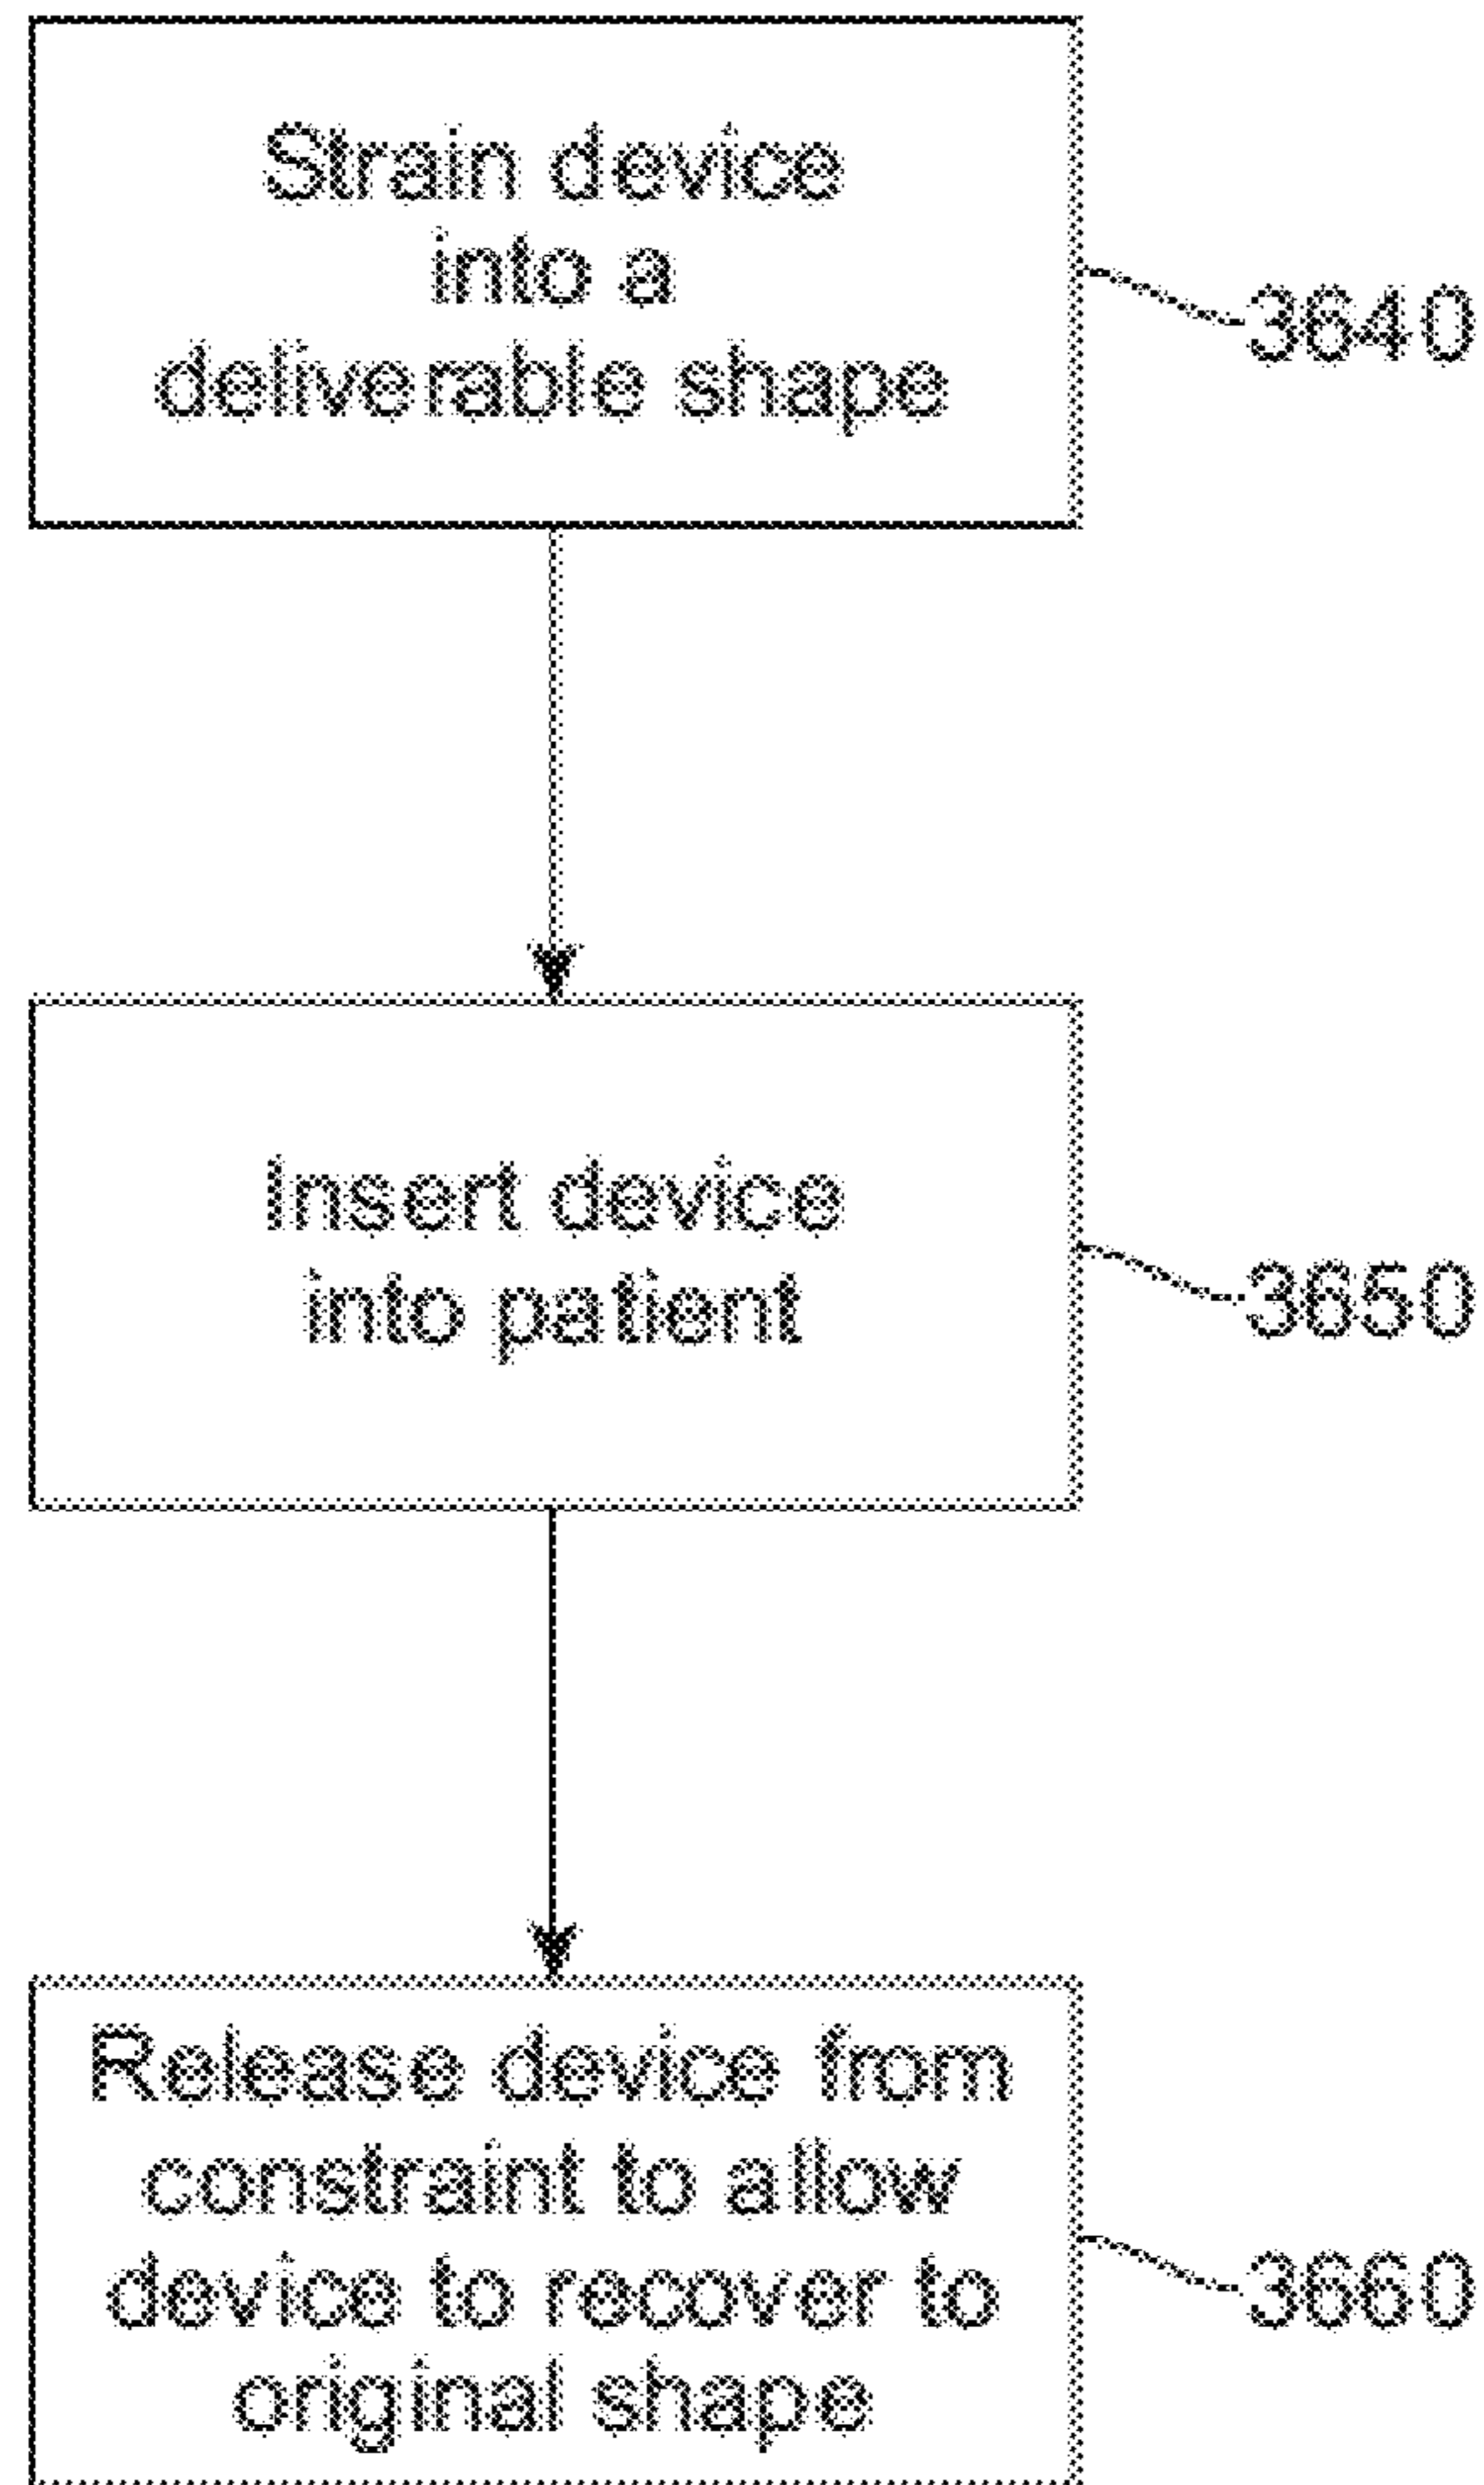 Strain device
into a
deliverable shape
3640
Insert device
into patient
3650
Release device from
constraint to allow
device to recover to
original shape
3660